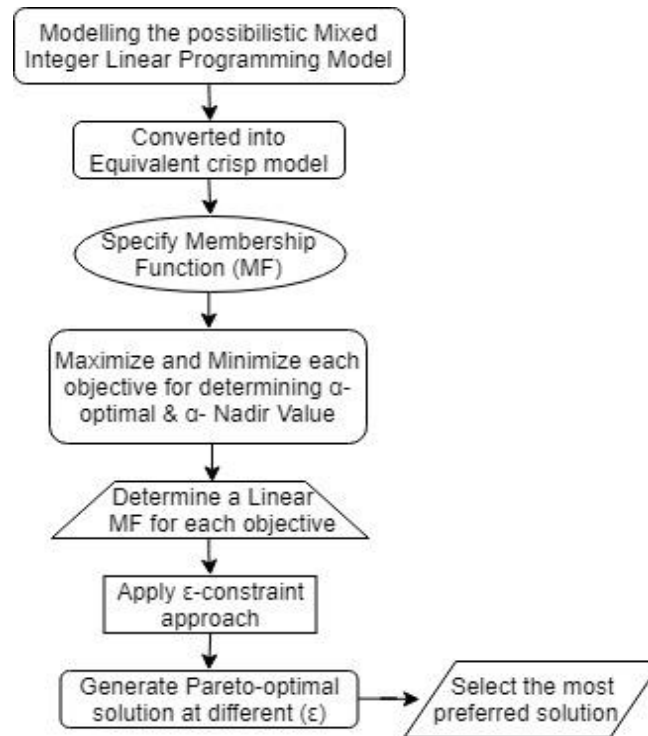 Modelling the possibilistic Mixed
Integer Linear Programming Model
Converted into
Equivalent crisp model
Specify Membership
Function (MF)
Maximize and Minimize each
objective for determining α-
optimal & α- Nadir Value
Determine a Linear
MF for each objective
Apply ε-constraint
approach
Generate Pareto-optimal
solution at different (ε)
Select the most
preferred solution